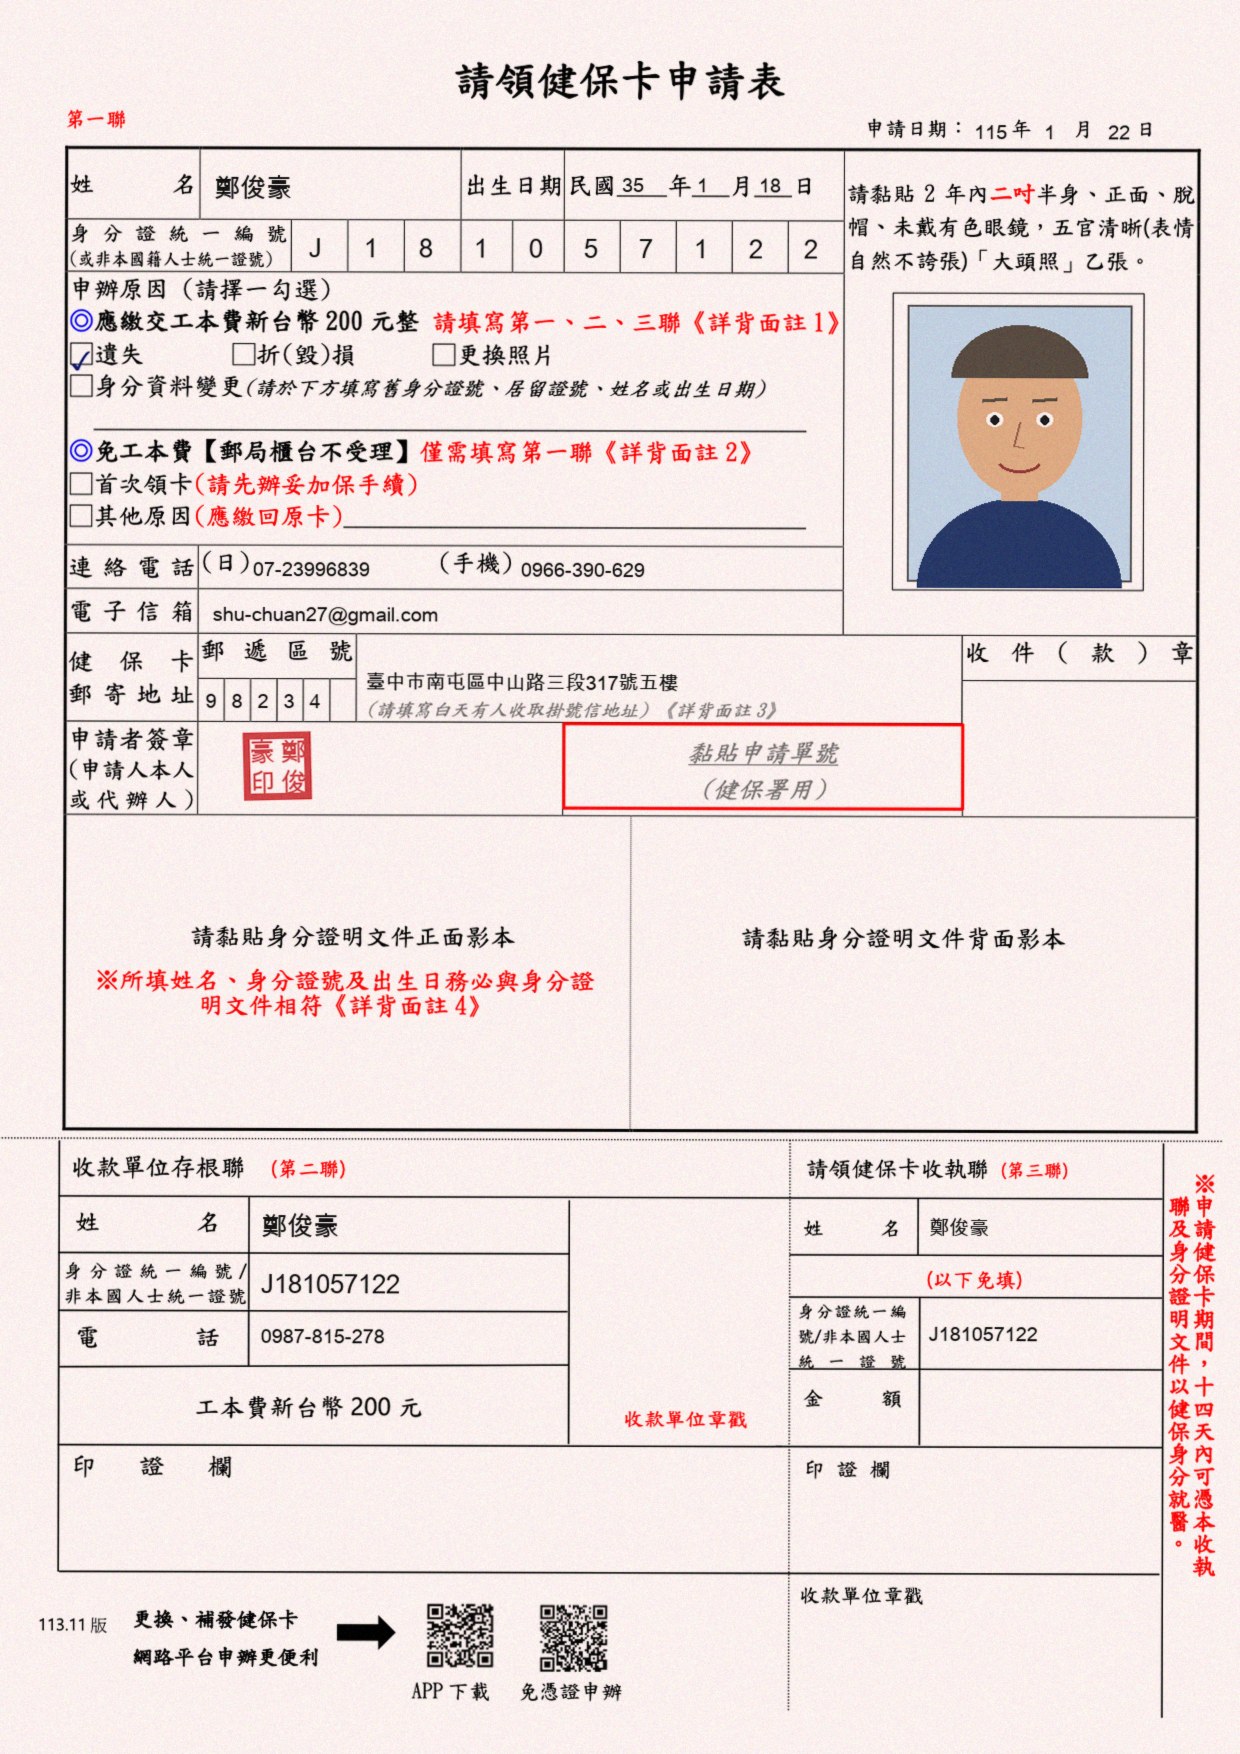 請領健保卡申請表
第一聯
申請日期：115年 1 月 22日
姓名 鄭俊豪 出生日期 民國35年1月18日
請黏貼 2 年內二吋半身、正面、脫
帽、未戴有色眼鏡，五官清晰(表情
自然不誇張)「大頭照」乙張。
身分證統一編號
(或非本國籍人士統一證號)
J 1 8 1 0 5 7 1 2 2
申辦原因（請擇一勾選）
◎應繳交工本費新台幣 200 元整 請填寫第一、二、三聯《詳背面註 1》
☑遺失 □折(毀)損 □更換照片
□身分資料變更(請於下方填寫舊身分證號、居留證號、姓名或出生日期)
◎免工本費【郵局櫃台不受理】僅需填寫第一聯《詳背面註 2》
□首次領卡(請先辦妥加保手續)
□其他原因(應繳回原卡)
連絡電話 (日)07-23996839 (手機)0966-390-629
電子信箱 shu-chuan27@gmail.com
健保卡
郵寄地址
郵遞區號
9 8 2 3 4
臺中市南屯區中山路三段317號五樓
(請填寫白天有人收取掛號信地址)《詳背面註 3》
收件(款)章
申請者簽章
(申請人本人
或代辦人)
鄭俊豪印
黏貼申請單號
(健保署用)
請黏貼身分證明文件正面影本
※所填姓名、身分證號及出生日務必與身分證
明文件相符《詳背面註 4》
請黏貼身分證明文件背面影本
收款單位存根聯 (第二聯)
姓名 鄭俊豪
身分證統一編號/
非本國人士統一證號
J181057122
電話 0987-815-278
工本費新台幣 200 元
收款單位章戳
印證欄
請領健保卡收執聯 (第三聯)
姓名 鄭俊豪
(以下免填)
身分證統一編
號/非本國人士
統一證號
J181057122
金額
印證欄
收款單位章戳
※申請健保卡期間，十四天內可憑本收執
聯及身分證明文件以健保身分就醫。
113.11 版
更換、補發健保卡
網路平台申辦更便利
APP 下載 免憑證申辦